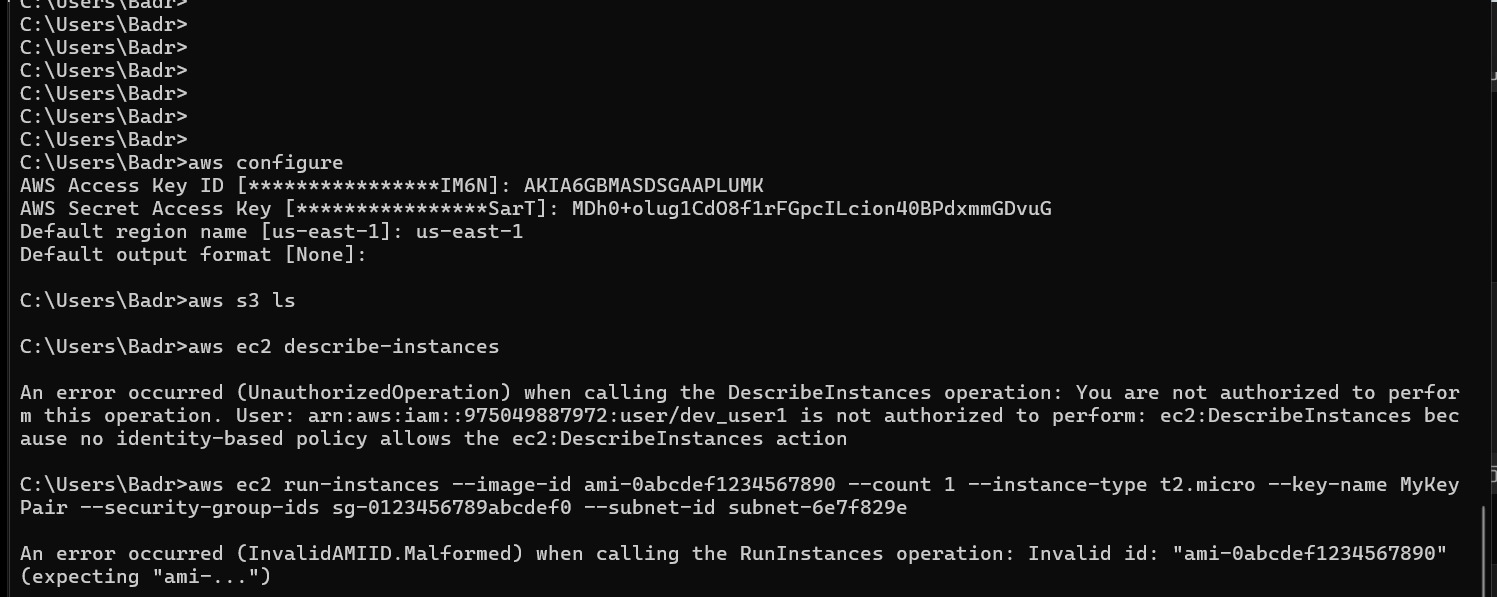 C:\Users\Badr>
C:\Users\Badr>
C:\Users\Badr>
C:\Users\Badr>
C:\Users\Badr>
C:\Users\Badr>
C:\Users\Badr>
C:\Users\Badr>aws configure
AWS Access Key ID [****************IM6N]: AKIA6GBMASDSGAAPLUMK
AWS Secret Access Key [****************SarT]: 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
Default region name [us-east-1]: us-east-1
Default output format [None]:
C:\Users\Badr>aws s3 ls
C:\Users\Badr>aws ec2 describe-instances
An error occurred (UnauthorizedOperation) when calling the DescribeInstances operation: You are not authorized to perfor
m this operation. User: arn:aws:iam::975049887972:user/dev_user1 is not authorized to perform: ec2:DescribeInstances bec
ause no identity-based policy allows the ec2:DescribeInstances action
C:\Users\Badr>aws ec2 run-instances --image-id ami-0abcdef1234567890 --count 1 --instance-type t2.micro --key-name MyKey
Pair --security-group-ids sg-0123456789abcdef0 --subnet-id subnet-6e7f829e
An error occurred (InvalidAMIID.Malformed) when calling the RunInstances operation: Invalid id: "ami-0abcdef1234567890"
(expecting "ami-...")